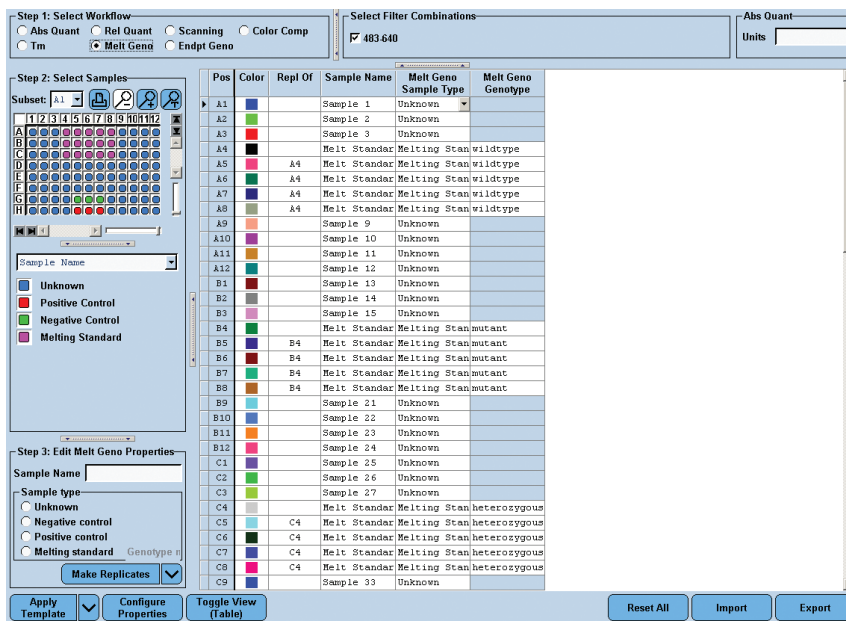 Step 1: Select Workflow
Abs Quant Rel Quant Scanning Color Comp
Tm Melt Geno Endpt Geno
Select Filter Combinations
483-640
Abs Quant
Units
Step 2: Select Samples
Subset: A1
1 2 3 4 5 6 7 8 9 10 11 12
A
B
C
D
E
F
G
H
Sample Name
Unknown
Positive Control
Negative Control
Melting Standard
Step 3: Edit Melt Geno Properties
Sample Name
Sample type
Unknown
Negative control
Positive control
Melting standard Genotype n
Make Replicates
Pos Color Repl Of Sample Name Melt Geno Sample Type Melt Geno Genotype
A1 Sample 1 Unknown
A2 Sample 2 Unknown
A3 Sample 3 Unknown
A4 Melt Standar Melting Stan wildtype
A5 A4 Melt Standar Melting Stan wildtype
A6 A4 Melt Standar Melting Stan wildtype
A7 A4 Melt Standar Melting Stan wildtype
A8 A4 Melt Standar Melting Stan wildtype
A9 Sample 9 Unknown
A10 Sample 10 Unknown
A11 Sample 11 Unknown
A12 Sample 12 Unknown
B1 Sample 13 Unknown
B2 Sample 14 Unknown
B3 Sample 15 Unknown
B4 Melt Standar Melting Stan mutant
B5 B4 Melt Standar Melting Stan mutant
B6 B4 Melt Standar Melting Stan mutant
B7 B4 Melt Standar Melting Stan mutant
B8 B4 Melt Standar Melting Stan mutant
B9 Sample 21 Unknown
B10 Sample 22 Unknown
B11 Sample 23 Unknown
B12 Sample 24 Unknown
C1 Sample 25 Unknown
C2 Sample 26 Unknown
C3 Sample 27 Unknown
C4 Melt Standar Melting Stan heterozygous
C5 C4 Melt Standar Melting Stan heterozygous
C6 C4 Melt Standar Melting Stan heterozygous
C7 C4 Melt Standar Melting Stan heterozygous
C8 C4 Melt Standar Melting Stan heterozygous
C9 Sample 33 Unknown
Apply Template
Configure Properties
Toggle View (Table)
Reset All
Import
Export